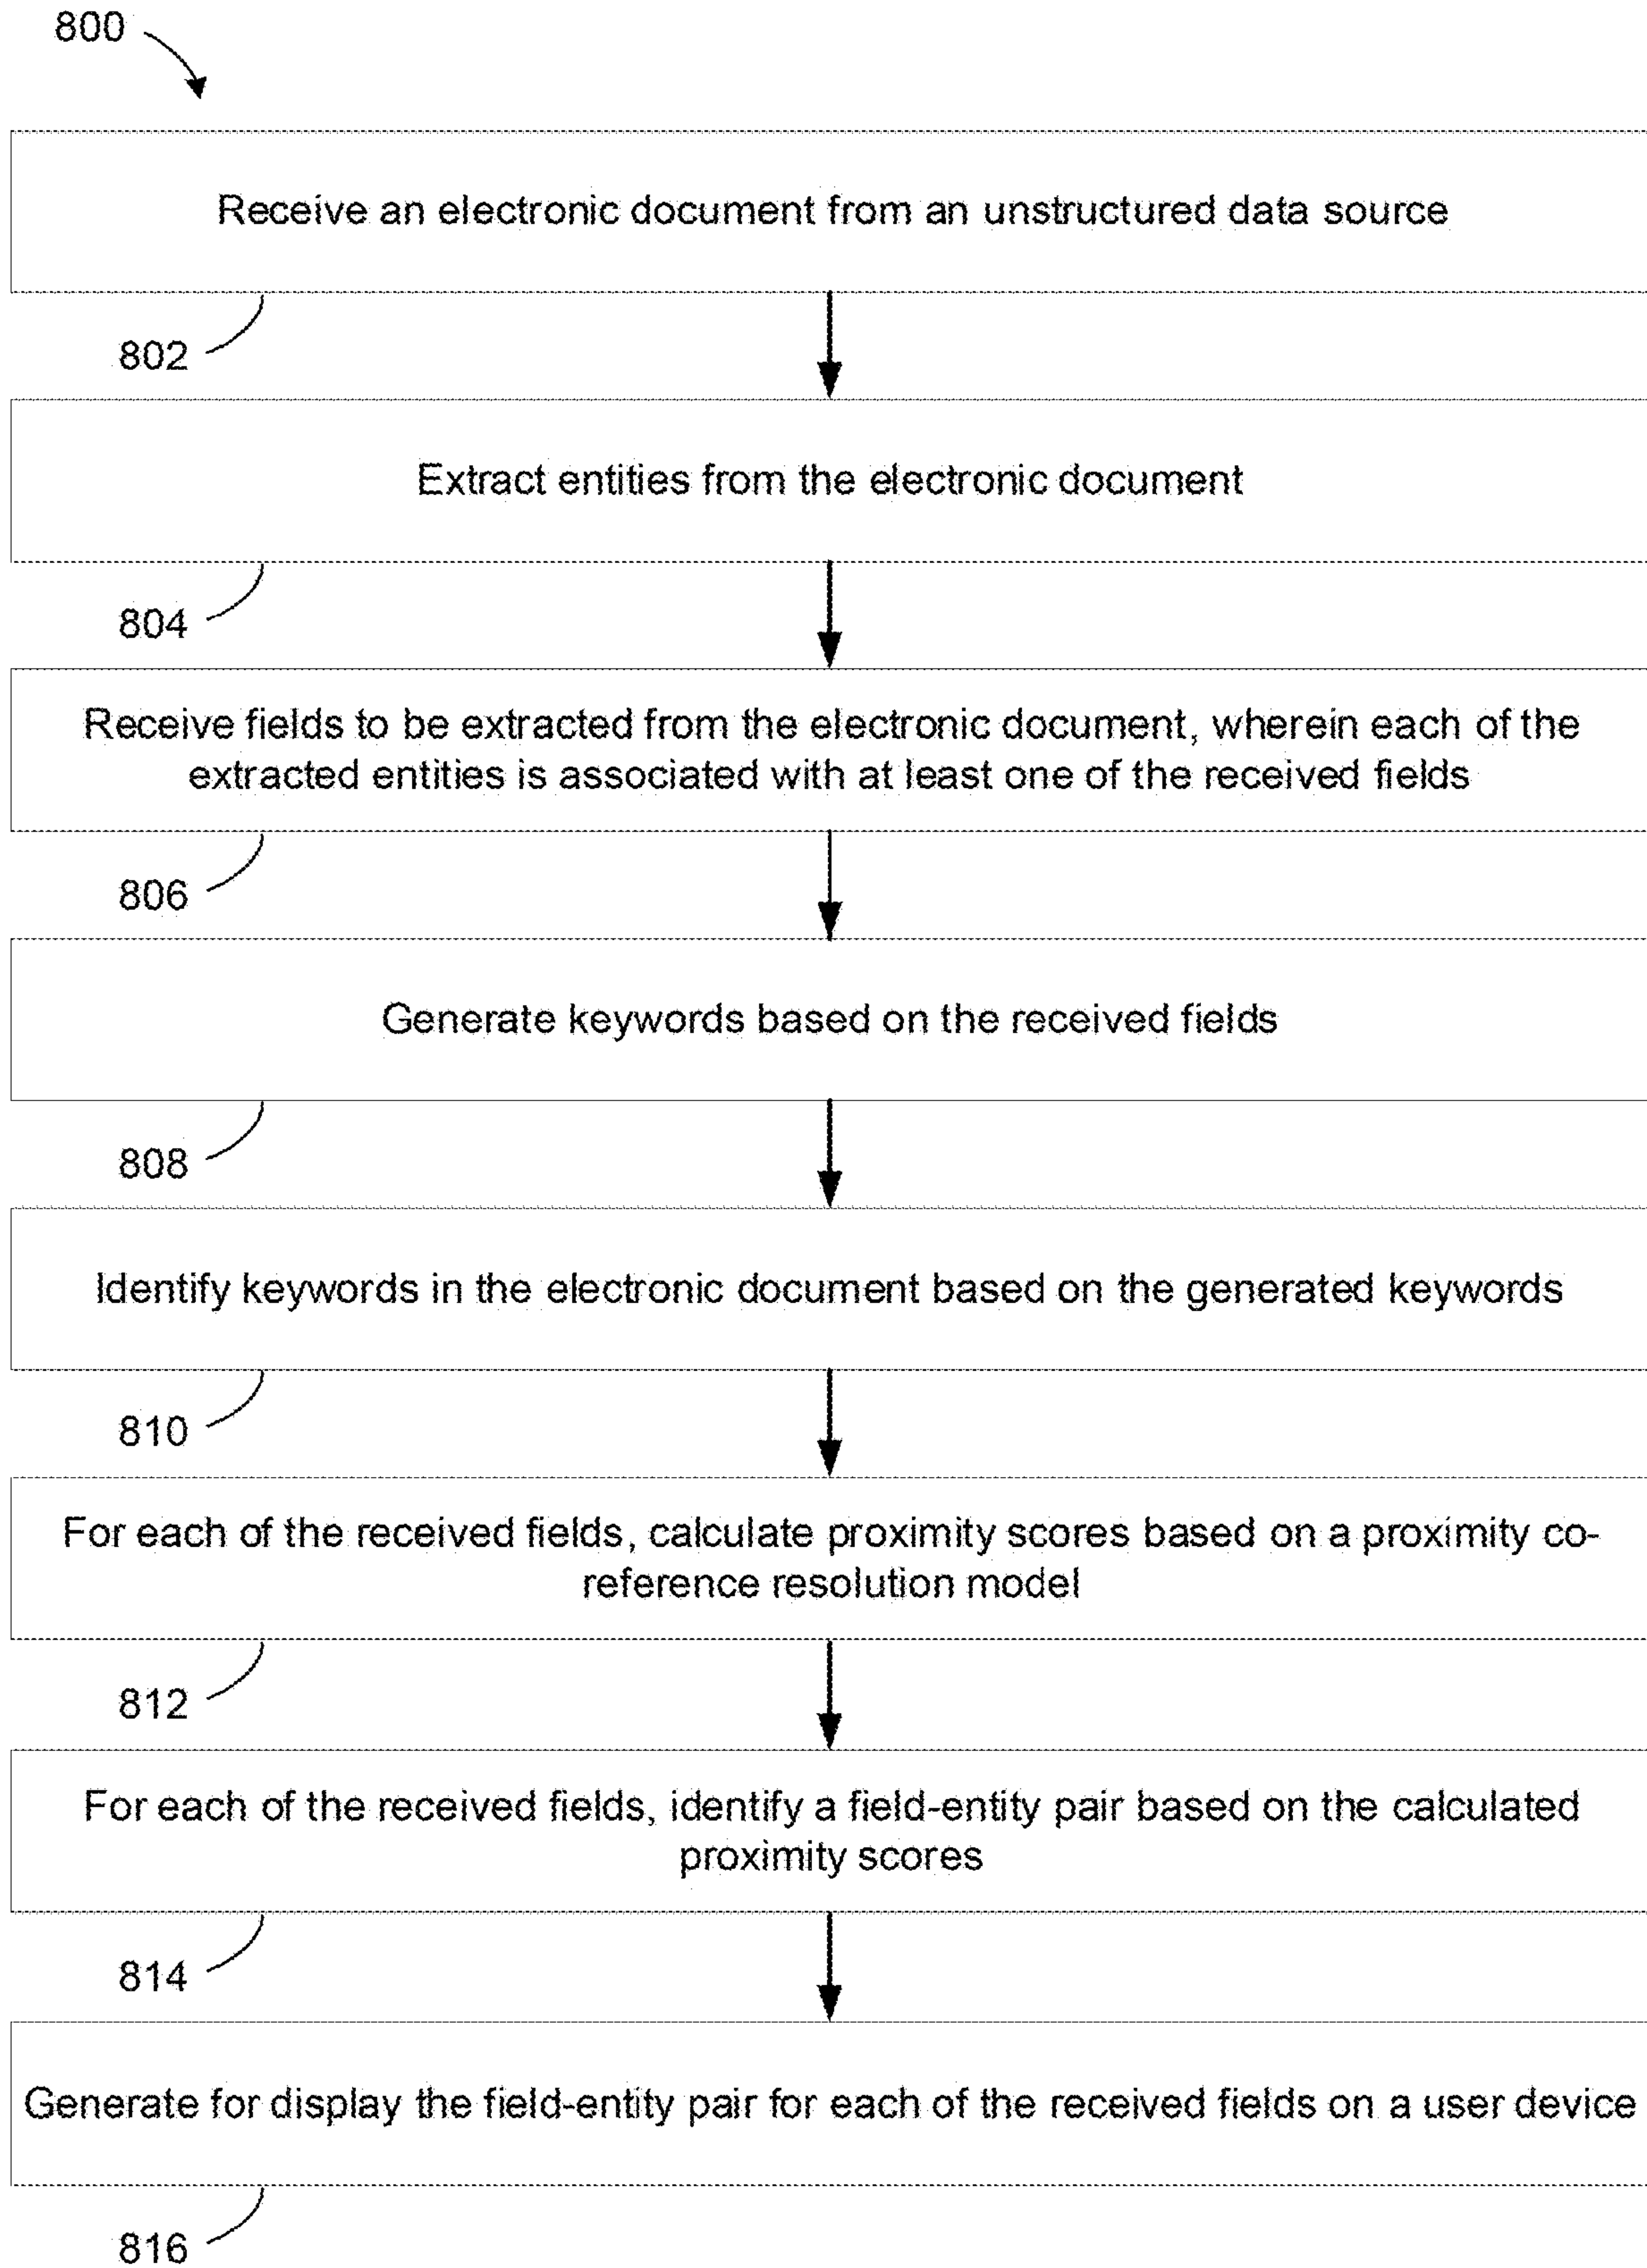 800
Receive an electronic document from an unstructured data source
802
Extract entities from the electronic document
804
Receive fields to be extracted from the electronic document, wherein each of the
extracted entities is associated with at least one of the received fields
806
Generate keywords based on the received fields
808
Identify keywords in the electronic document based on the generated keywords
810
For each of the received fields, calculate proximity scores based on a proximity co-
reference resolution model
812
For each of the received fields, identify a field-entity pair based on the calculated
proximity scores
814
Generate for display the field-entity pair for each of the received fields on a user device
816